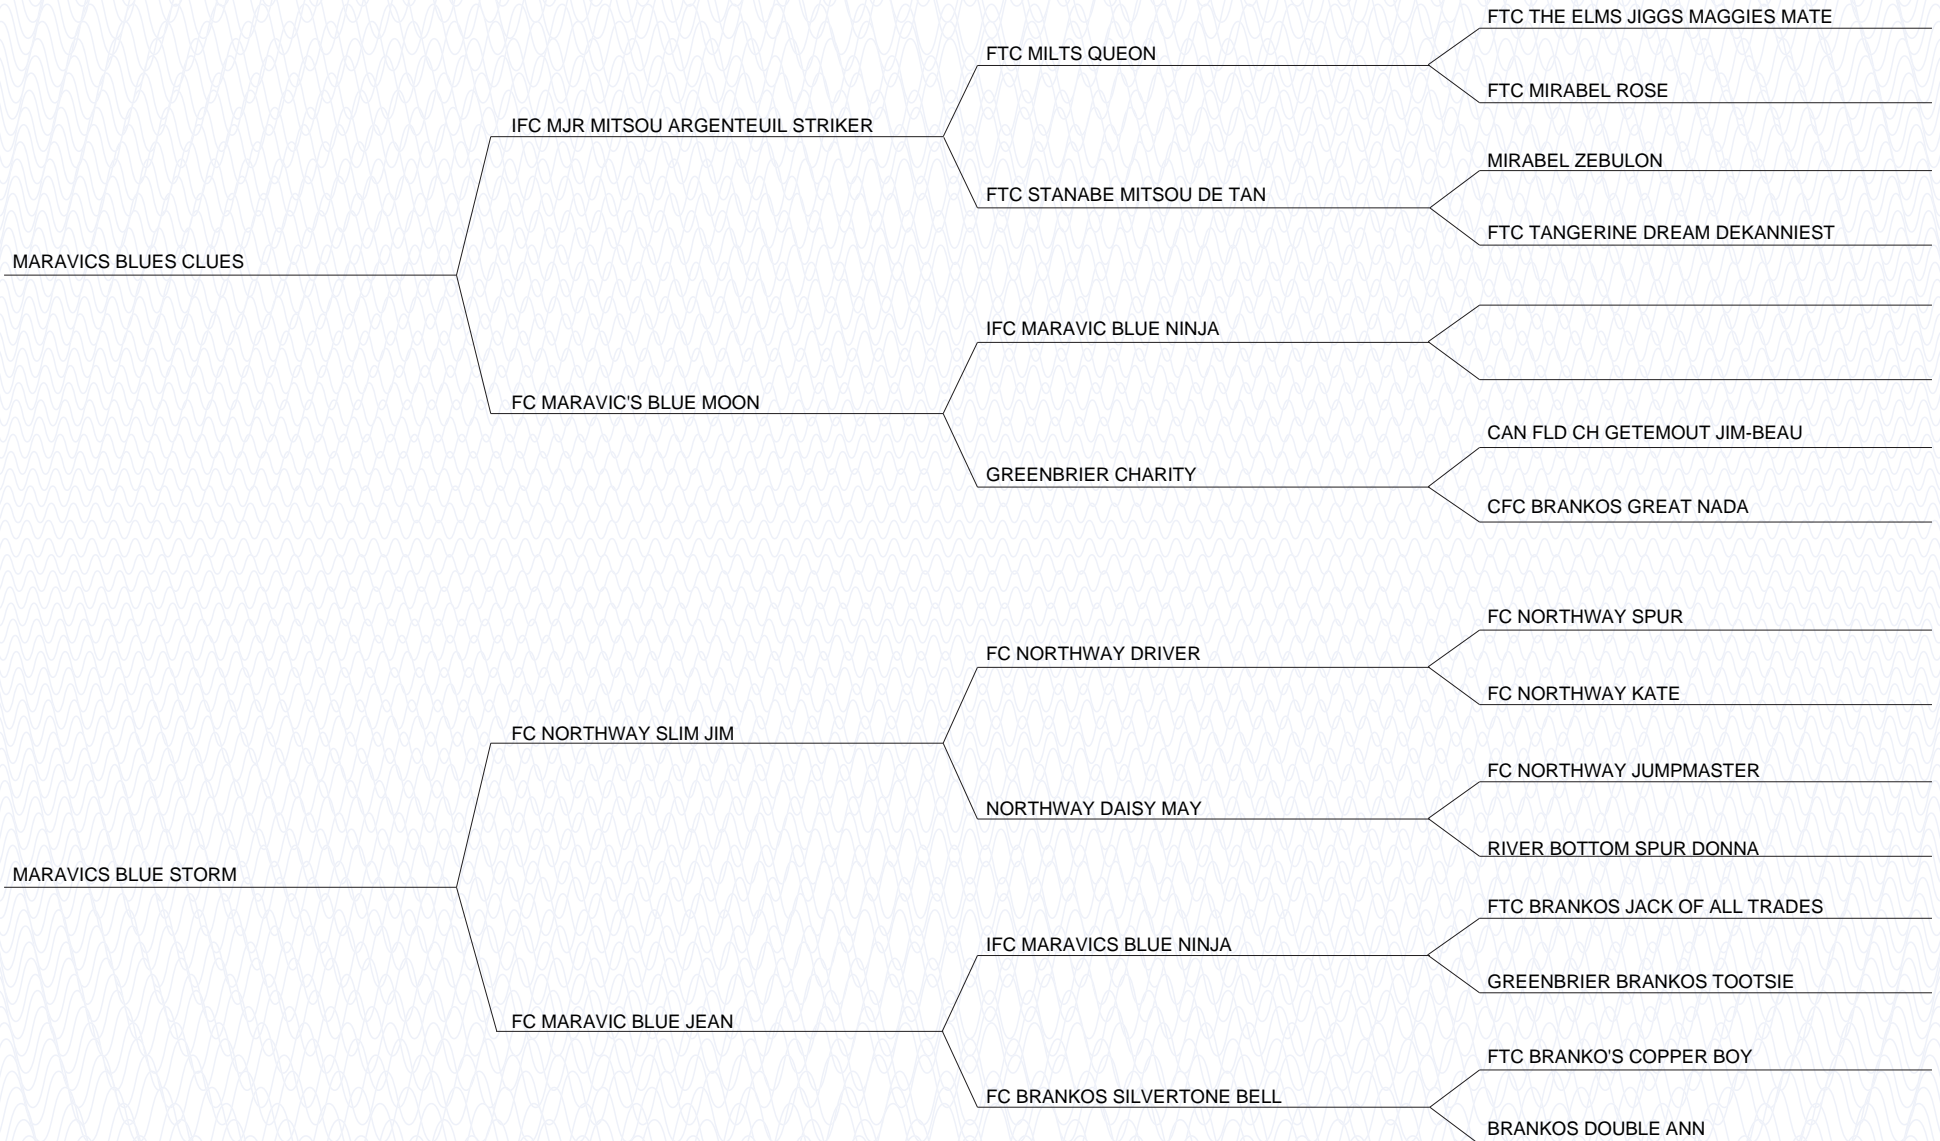 FTC THE ELMS JIGGS MAGGIES MATE
FTC MILTS QUEON
FTC MIRABEL ROSE
IFC MJR MITSOU ARGENTEUIL STRIKER
MIRABEL ZEBULON
FTC STANABE MITSOU DE TAN
FTC TANGERINE DREAM DEKANNIEST
MARAVICS BLUES CLUES
IFC MARAVIC BLUE NINJA
FC MARAVIC'S BLUE MOON
CAN FLD CH GETEMOUT JIM-BEAU
GREENBRIER CHARITY
CFC BRANKOS GREAT NADA
FC NORTHWAY SPUR
FC NORTHWAY DRIVER
FC NORTHWAY KATE
FC NORTHWAY SLIM JIM
FC NORTHWAY JUMPMASTER
NORTHWAY DAISY MAY
RIVER BOTTOM SPUR DONNA
MARAVICS BLUE STORM
FTC BRANKOS JACK OF ALL TRADES
IFC MARAVICS BLUE NINJA
GREENBRIER BRANKOS TOOTSIE
FC MARAVIC BLUE JEAN
FTC BRANKO'S COPPER BOY
FC BRANKOS SILVERTONE BELL
BRANKOS DOUBLE ANN